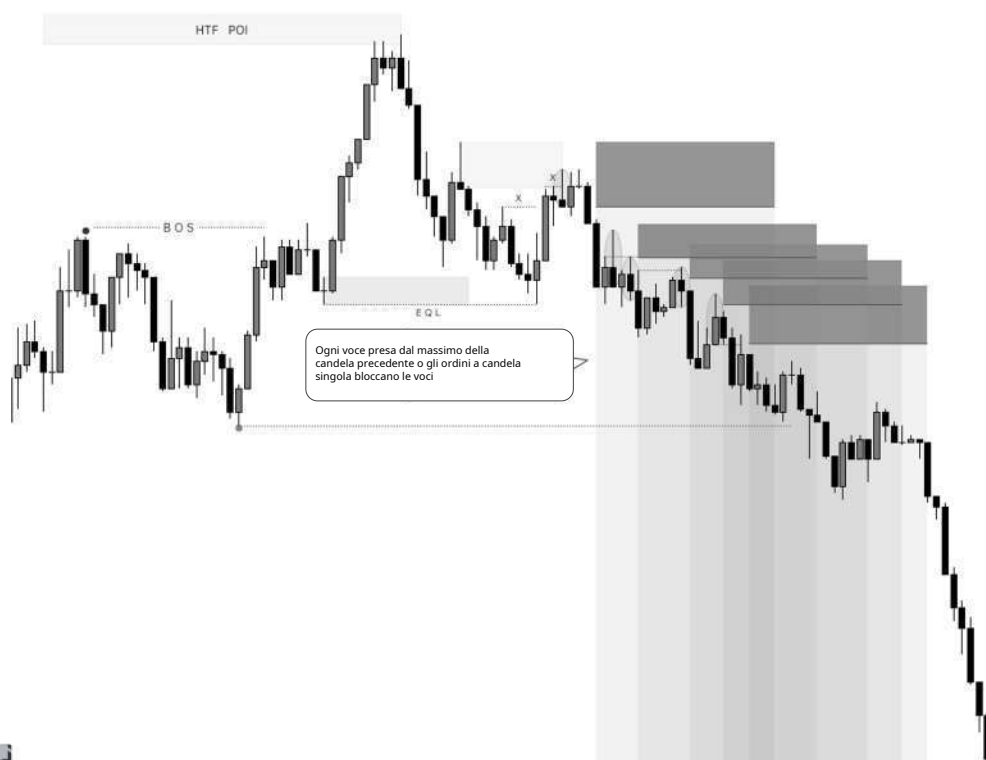 HTF POI
X
X
BOS
EQL
Ogni voce presa dal massimo della
candela precedente o gli ordini a candela
singola bloccano le voci